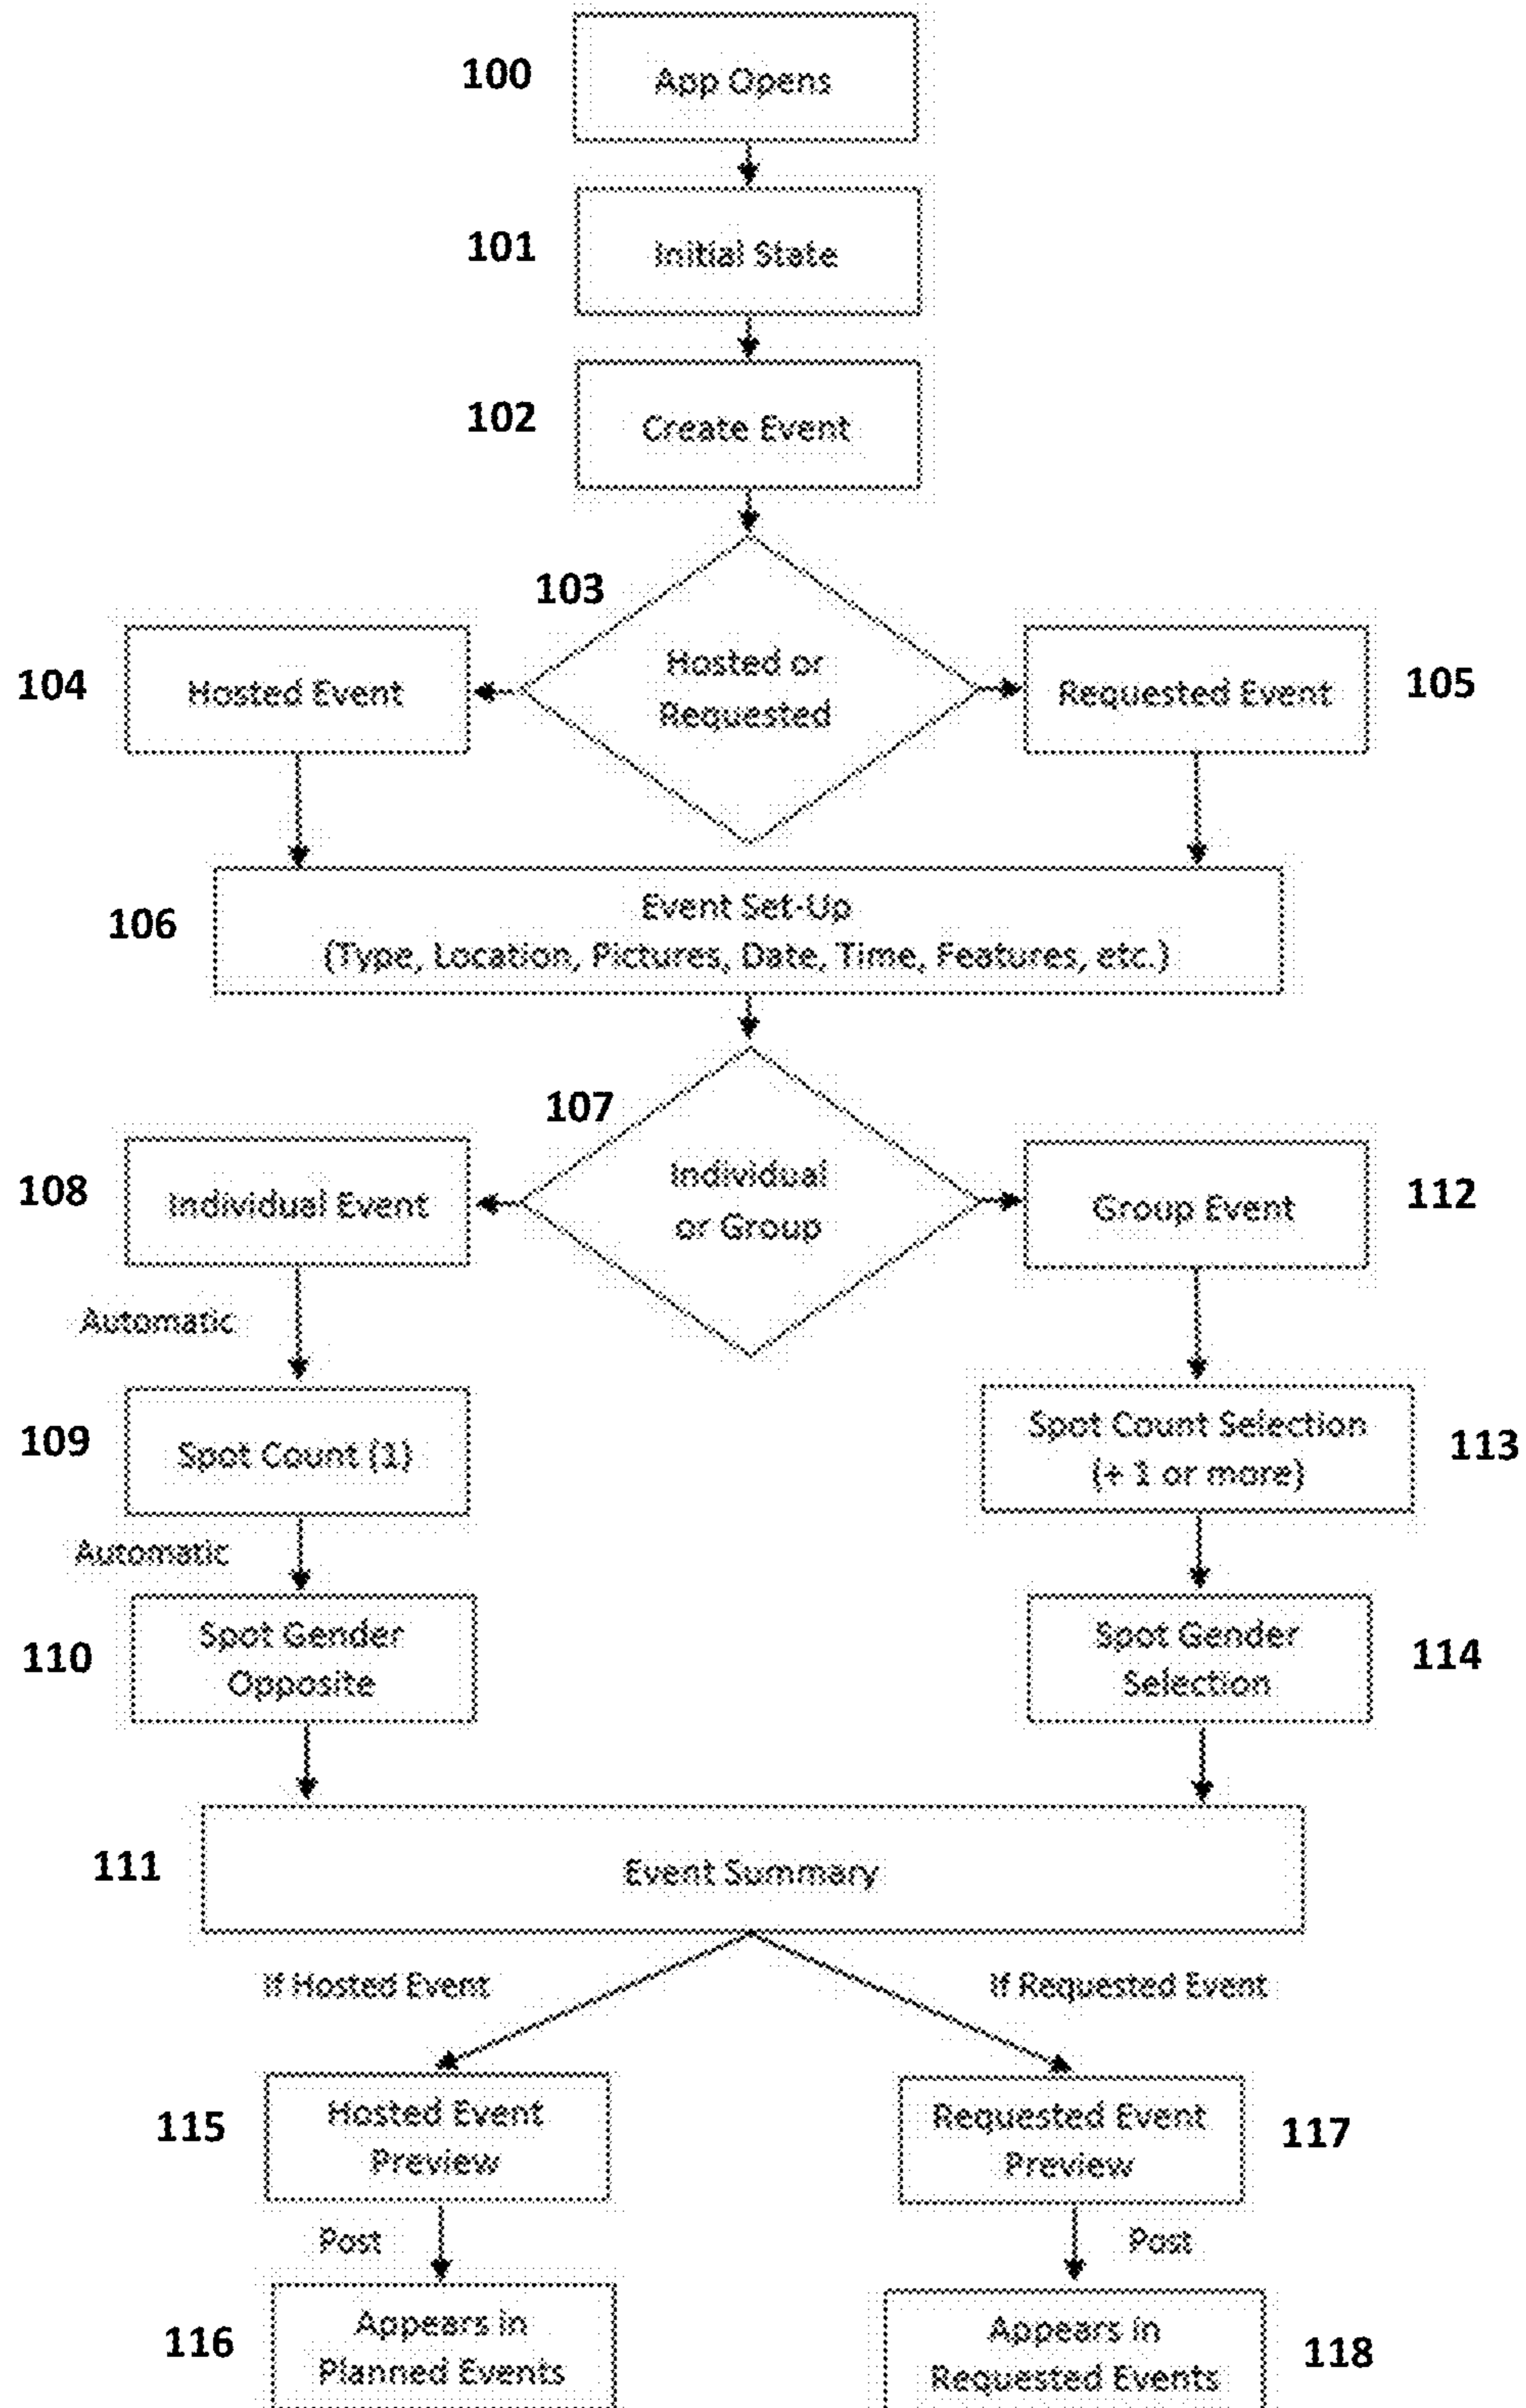 100
App Opens
101
Initial State
102
Create Event
103
Hosted or
Requested
104
Hosted Event
Requested Event
105
106
Event Set-Up
(Type, Location, Pictures, Date, Time, Features, etc.)
107
Individual
or Group
108
Individual Event
Group Event
112
Automatic
109
Spot Count (1)
Spot Count Selection
(+ 1 or more)
113
Automatic
110
Spot Gender
Opposite
Spot Gender
Selection
114
111
Event Summary
If Hosted Event
If Requested Event
115
Hosted Event
Preview
Requested Event
Preview
117
Post
Post
116
Appears in
Planned Events
Appears in
Requested Events
118